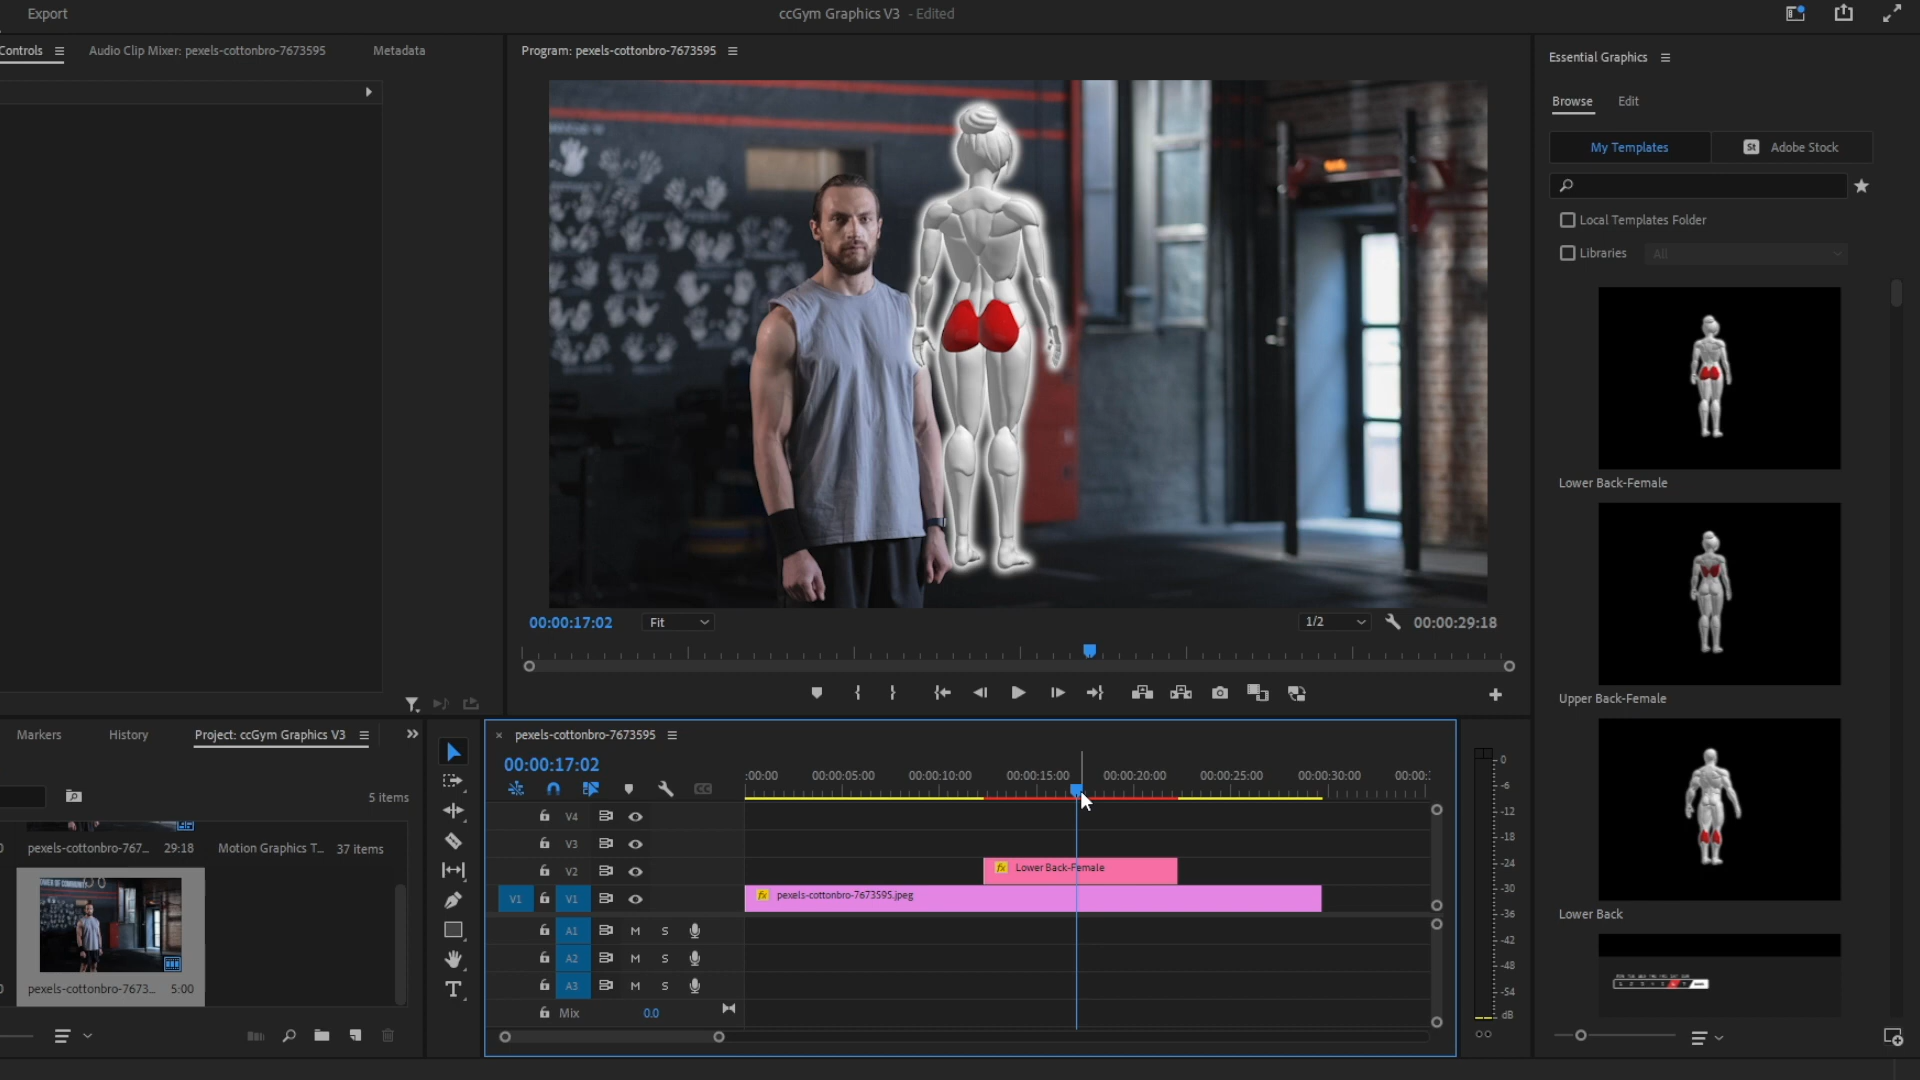 Export
ccGym Graphics V3 - Edited
Controls
Audio Clip Mixer: pexels-cottonbro-7673595
Metadata
Program: pexels-cottonbro-7673595
Essential Graphics
Browse
Edit
My Templates
St Adobe Stock
Local Templates Folder
Libraries
All
Lower Back-Female
Upper Back-Female
Lower Back
00:00:17:02
Fit
1/2
00:00:29:18
Markers
History
Project: ccGym Graphics V3
5 items
pexels-cottonbro-767... 29:18
Motion Graphics T... 37 items
pexels-cottonbro-7673... 5:00
pexels-cottonbro-7673595
00:00:17:02
:00:00
00:00:05:00
00:00:10:00
00:00:15:00
00:00:20:00
00:00:25:00
00:00:30:00
00:00:
V4
V3
V2
fx Lower Back-Female
V1 V1
fx pexels-cottonbro-7673595.jpeg
A1 M S
A2 M S
A3 M S
Mix 0.0
0
-6
-12
-18
-24
-30
-36
-42
-48
-54
dB